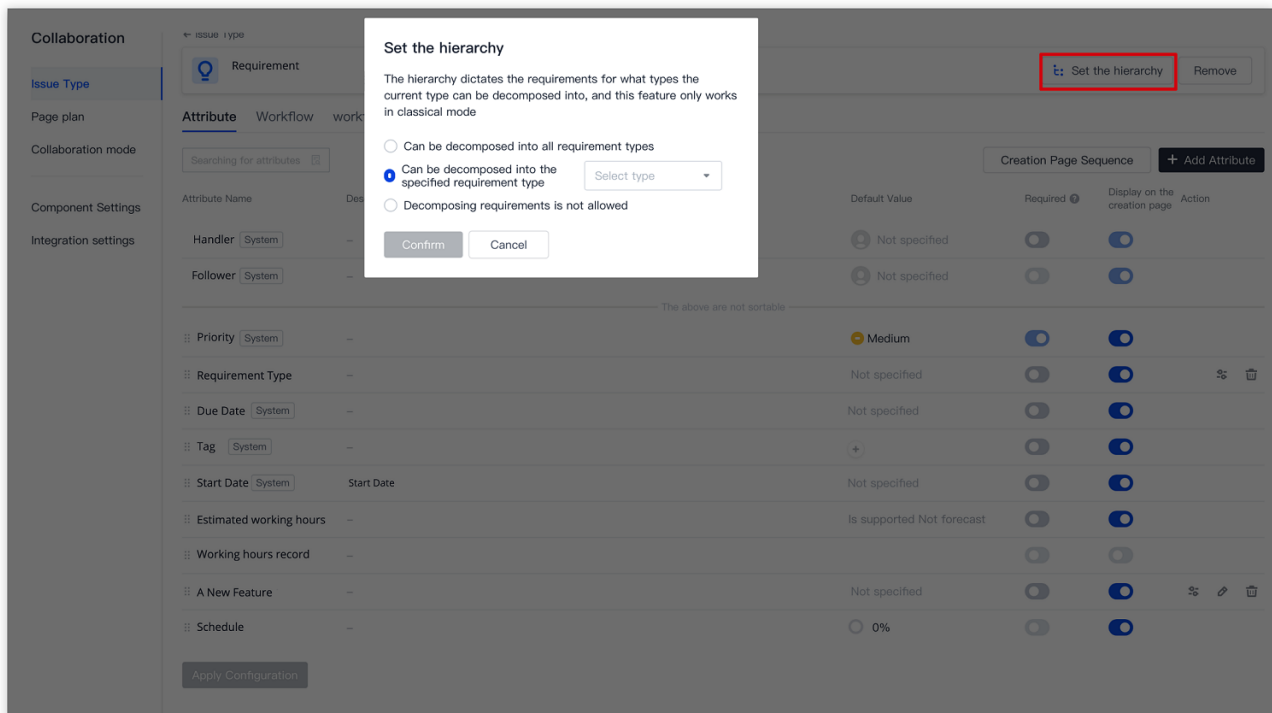 Collaboration
Issue Type
Page plan
Collaboration mode
Component Settings
Integration settings
← Issue Type
Requirement
Set the hierarchy
Remove
Attribute
Workflow
Searching for attributes
Creation Page Sequence
+ Add Attribute
Set the hierarchy
The hierarchy dictates the requirements for what types the
current type can be decomposed into, and this feature only works
in classical mode
Can be decomposed into all requirement types
Can be decomposed into the
specified requirement type
Select type
Decomposing requirements is not allowed
Confirm
Cancel
Attribute Name
Default Value
Required
Display on the
creation page
Action
Handler System – Not specified
Follower System – Not specified
The above are not sortable
Priority System – Medium
Requirement Type – Not specified
Due Date System – Not specified
Tag System – +
Start Date System Start Date Not specified
Estimated working hours – Is supported Not forecast
Working hours record –
A New Feature – Not specified
Schedule – 0%
Apply Configuration